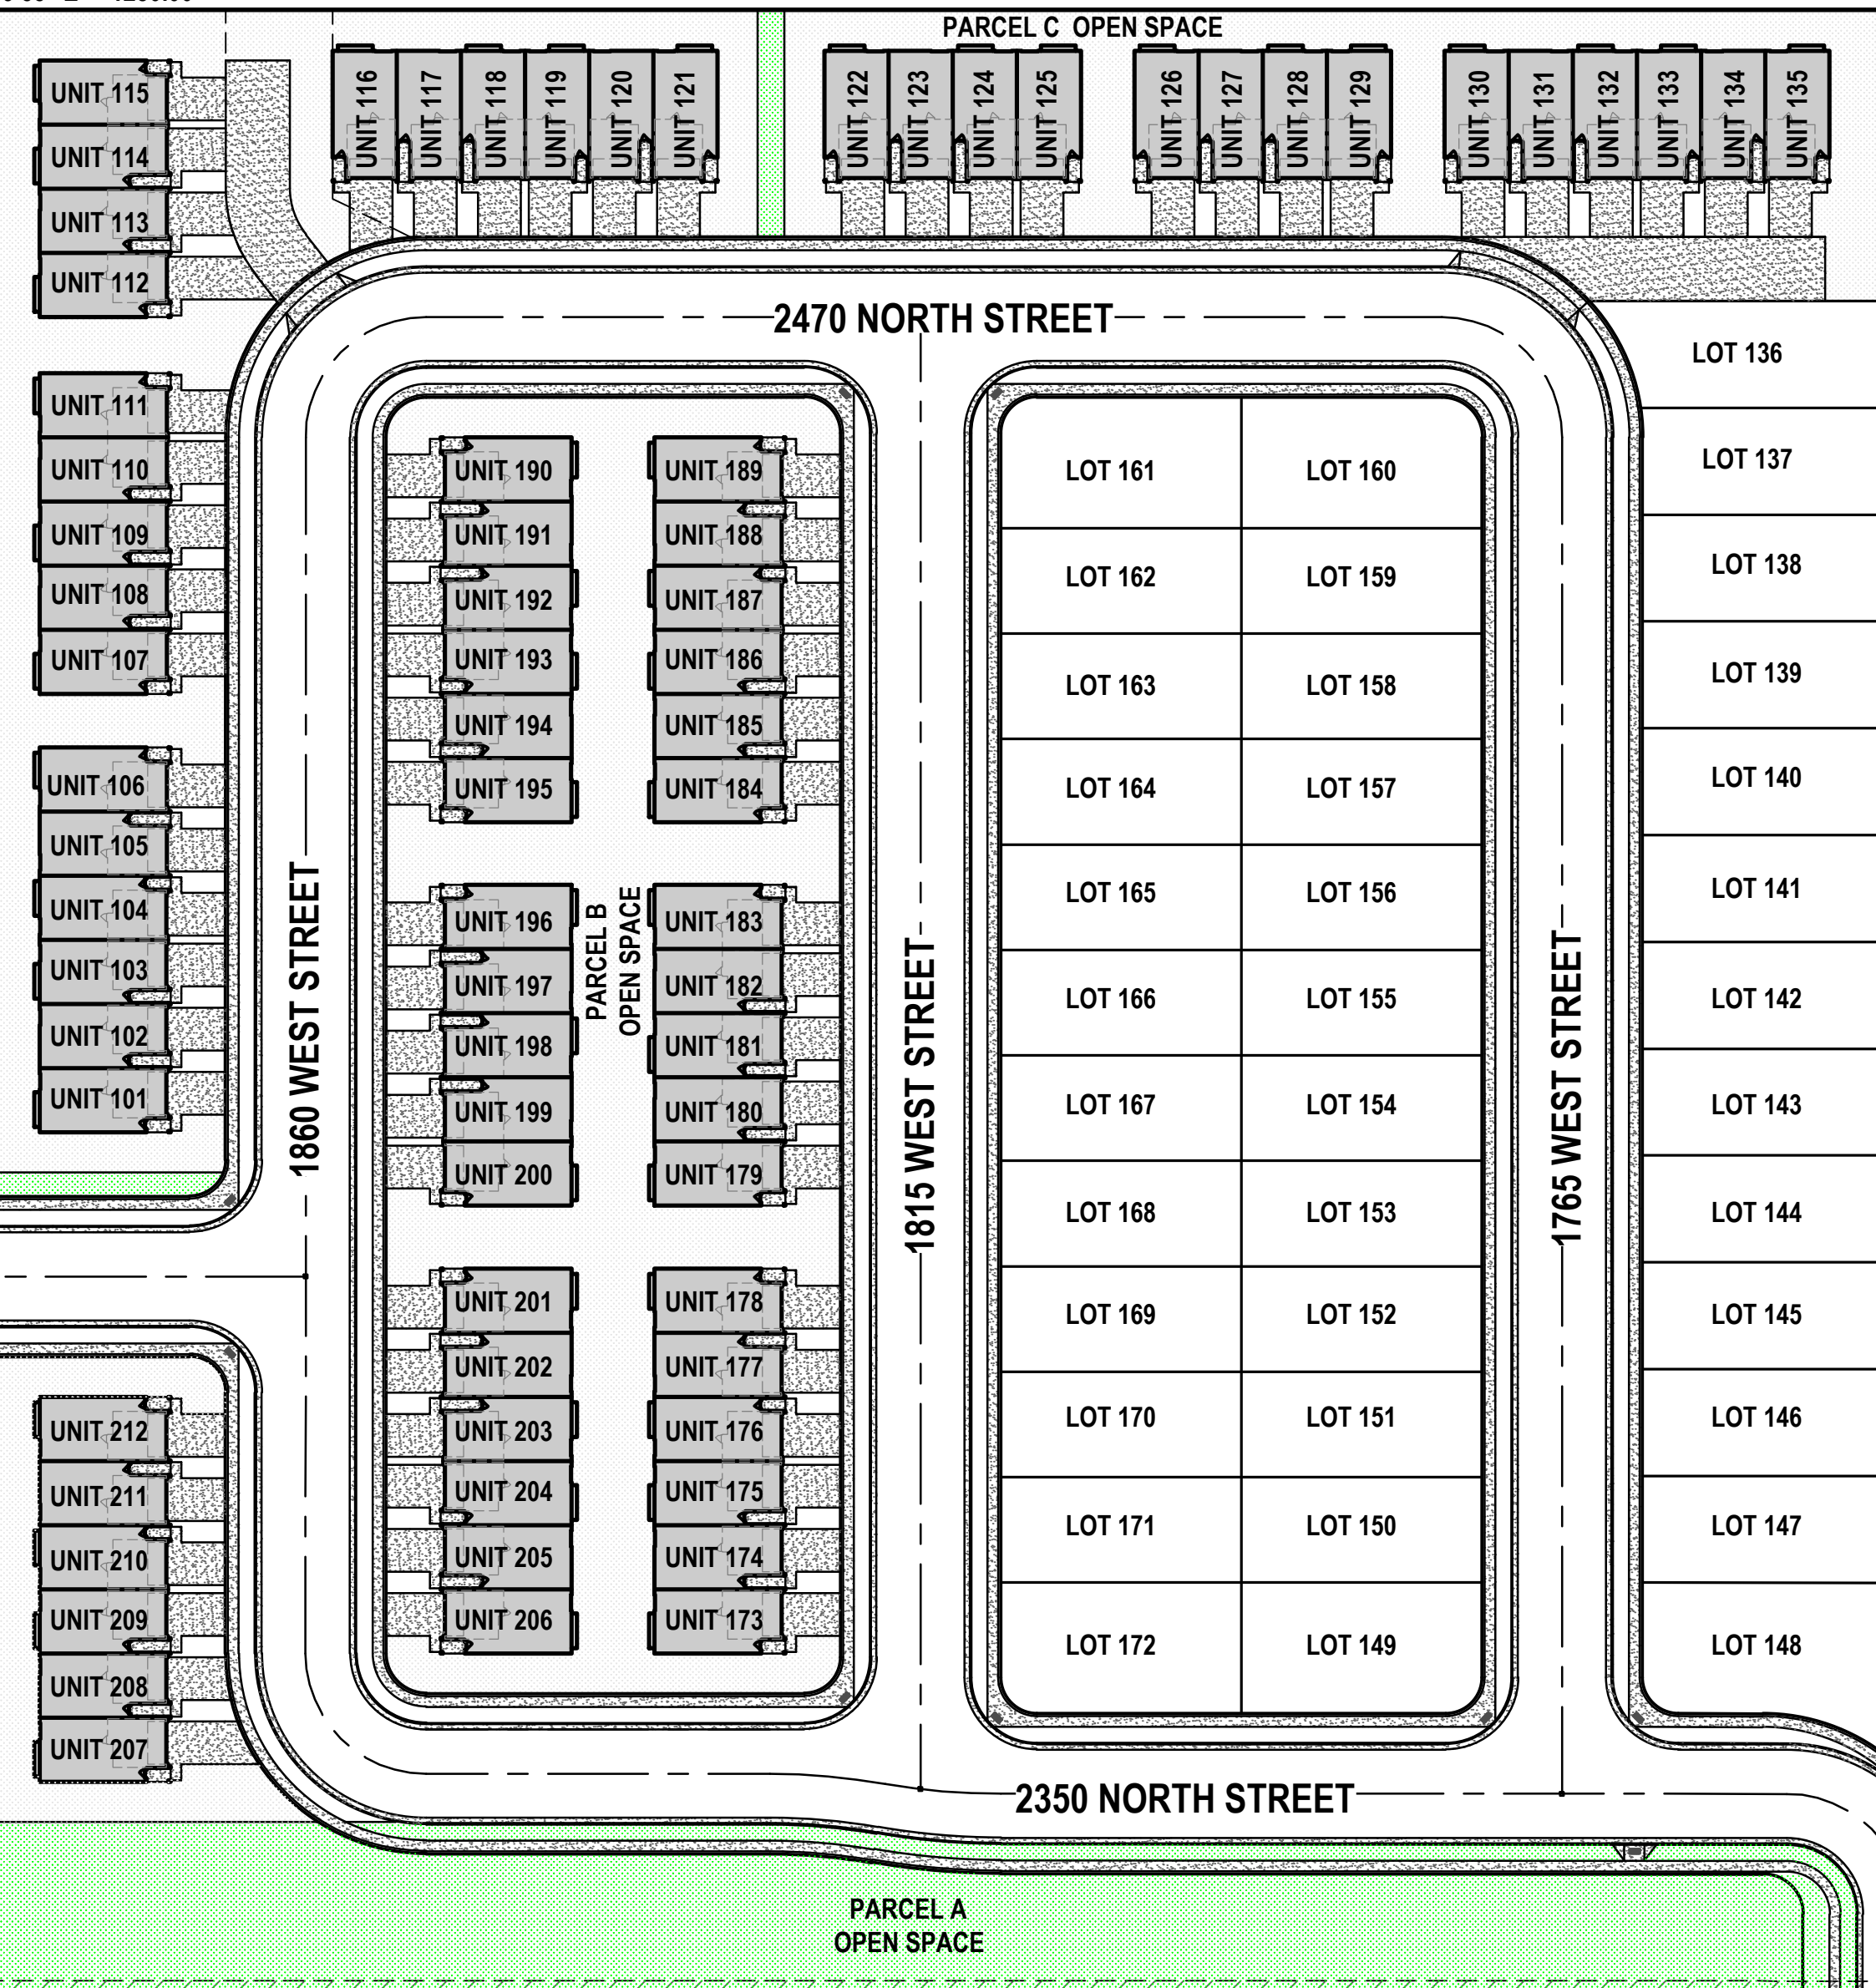 PARCEL C OPEN SPACE
UNIT 115
UNIT 114
UNIT 113
UNIT 112
UNIT 116
UNIT 117
UNIT 118
UNIT 119
UNIT 120
UNIT 121
UNIT 122
UNIT 123
UNIT 124
UNIT 125
UNIT 126
UNIT 127
UNIT 128
UNIT 129
UNIT 130
UNIT 131
UNIT 132
UNIT 133
UNIT 134
UNIT 135
2470 NORTH STREET
UNIT 111
UNIT 110
UNIT 109
UNIT 108
UNIT 107
UNIT 106
UNIT 105
UNIT 104
UNIT 103
UNIT 102
UNIT 101
1860 WEST STREET
UNIT 190
UNIT 191
UNIT 192
UNIT 193
UNIT 194
UNIT 195
UNIT 196
UNIT 197
UNIT 198
UNIT 199
UNIT 200
UNIT 201
UNIT 202
UNIT 203
UNIT 204
UNIT 205
UNIT 206
PARCEL B
OPEN SPACE
UNIT 189
UNIT 188
UNIT 187
UNIT 186
UNIT 185
UNIT 184
UNIT 183
UNIT 182
UNIT 181
UNIT 180
UNIT 179
UNIT 178
UNIT 177
UNIT 176
UNIT 175
UNIT 174
UNIT 173
1815 WEST STREET
LOT 161
LOT 162
LOT 163
LOT 164
LOT 165
LOT 166
LOT 167
LOT 168
LOT 169
LOT 170
LOT 171
LOT 172
LOT 160
LOT 159
LOT 158
LOT 157
LOT 156
LOT 155
LOT 154
LOT 153
LOT 152
LOT 151
LOT 150
LOT 149
1765 WEST STREET
LOT 136
LOT 137
LOT 138
LOT 139
LOT 140
LOT 141
LOT 142
LOT 143
LOT 144
LOT 145
LOT 146
LOT 147
LOT 148
UNIT 212
UNIT 211
UNIT 210
UNIT 209
UNIT 208
UNIT 207
2350 NORTH STREET
PARCEL A
OPEN SPACE